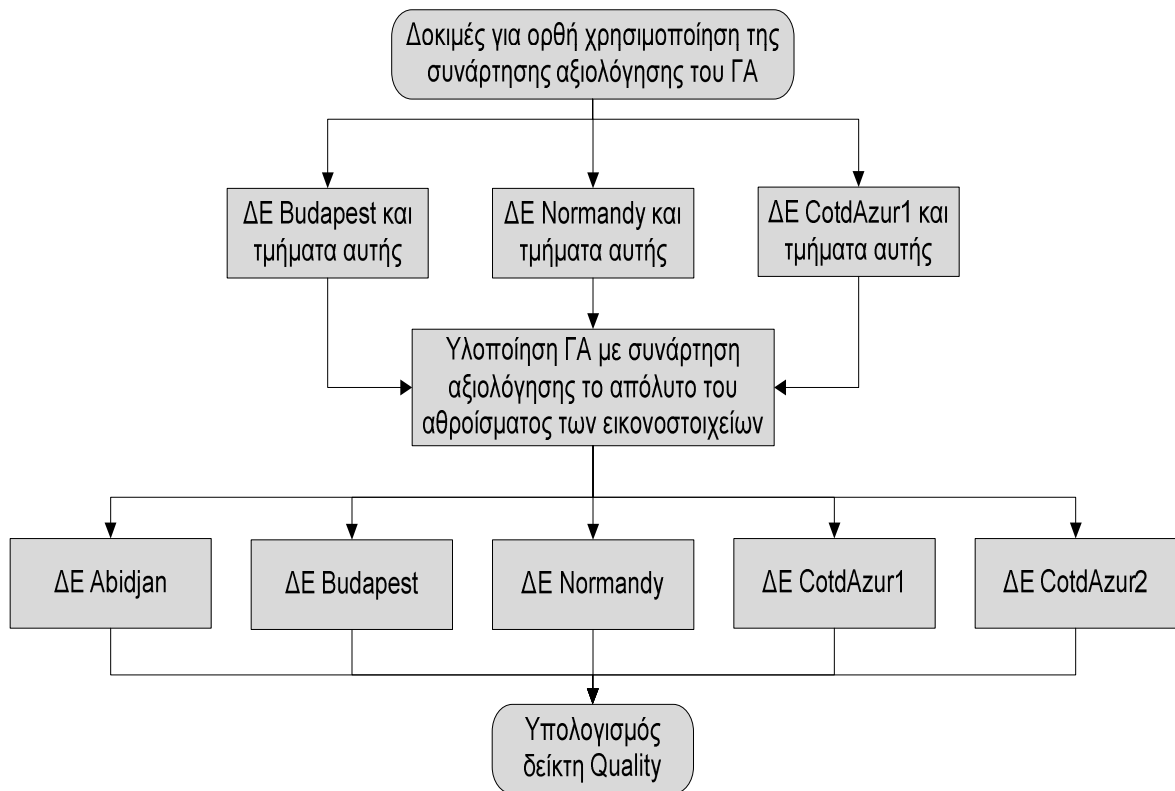 Δοκιμές για ορθή χρησιμοποίηση της
συνάρτησης αξιολόγησης του ΓΑ
ΔΕ Budapest και
τμήματα αυτής
ΔΕ Normandy και
τμήματα αυτής
ΔΕ CotdAzur1 και
τμήματα αυτής
Υλοποίηση ΓΑ με συνάρτηση
αξιολόγησης το απόλυτο του
αθροίσματος των εικονοστοιχείων
ΔΕ Abidjan
ΔΕ Budapest
ΔΕ Normandy
ΔΕ CotdAzur1
ΔΕ CotdAzur2
Υπολογισμός
δείκτη Quality